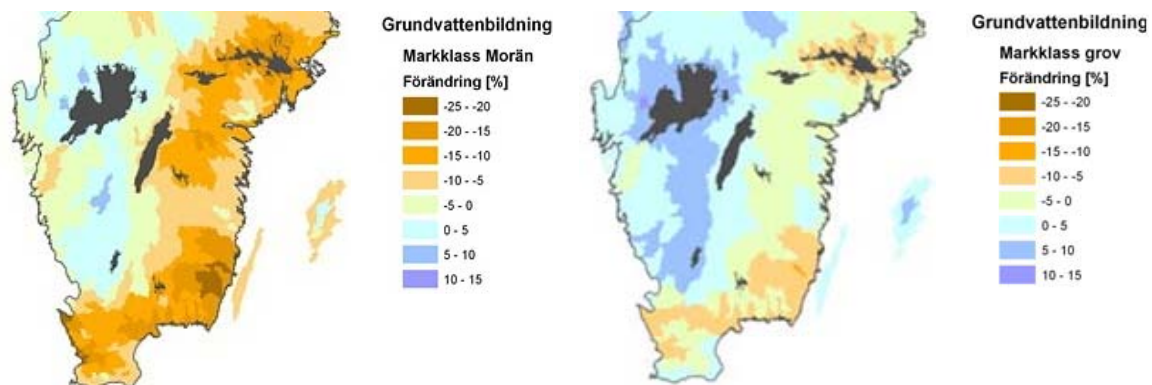 Grundvattenbildning
Markklass Morän
Förändring [%]
-25 - -20
-20 - -15
-15 - -10
-10 - -5
-5 - 0
0 - 5
5 - 10
10 - 15
Grundvattenbildning
Markklass grov
Förändring [%]
-25 - -20
-20 - -15
-15 - -10
-10 - -5
-5 - 0
0 - 5
5 - 10
10 - 15